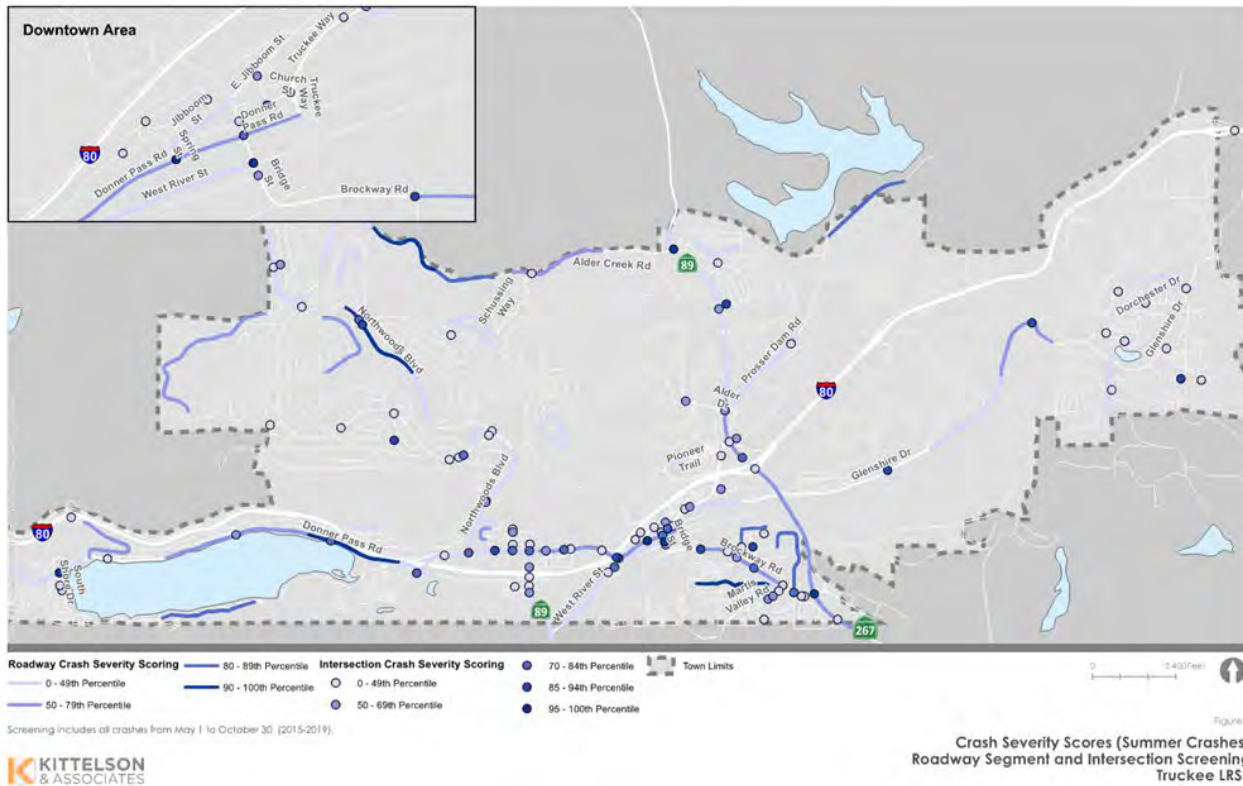 Downtown Area
E. Jibboom St
Truckee Way
Church St
Truckee Way
Jibboom St
Donner Pass Rd
Spring St
Donner Pass Rd
West River St
Bridge St
Brockway Rd
80
Alder Creek Rd
89
Schussing Way
Northwoods Blvd
Prosser Dam Rd
Dorchester Dr
Glenshire Dr
Alder Dr
80
Pioneer Trail
Glenshire Dr
Northwoods Blvd
80
Donner Pass Rd
Bridge St
Brockway Rd
South Shore Dr
West River St
Martis Valley Rd
89
267
Roadway Crash Severity Scoring
0 - 49th Percentile
50 - 79th Percentile
80 - 89th Percentile
90 - 100th Percentile
Intersection Crash Severity Scoring
0 - 49th Percentile
50 - 69th Percentile
70 - 84th Percentile
85 - 94th Percentile
95 - 100th Percentile
Town Limits
0
Feet
Screening includes all crashes from May 1 to October 30 (2015-2019).
Figure
Crash Severity Scores (Summer Crashes
Roadway Segment and Intersection Screening
Truckee LRS
KITTELSON
& ASSOCIATES